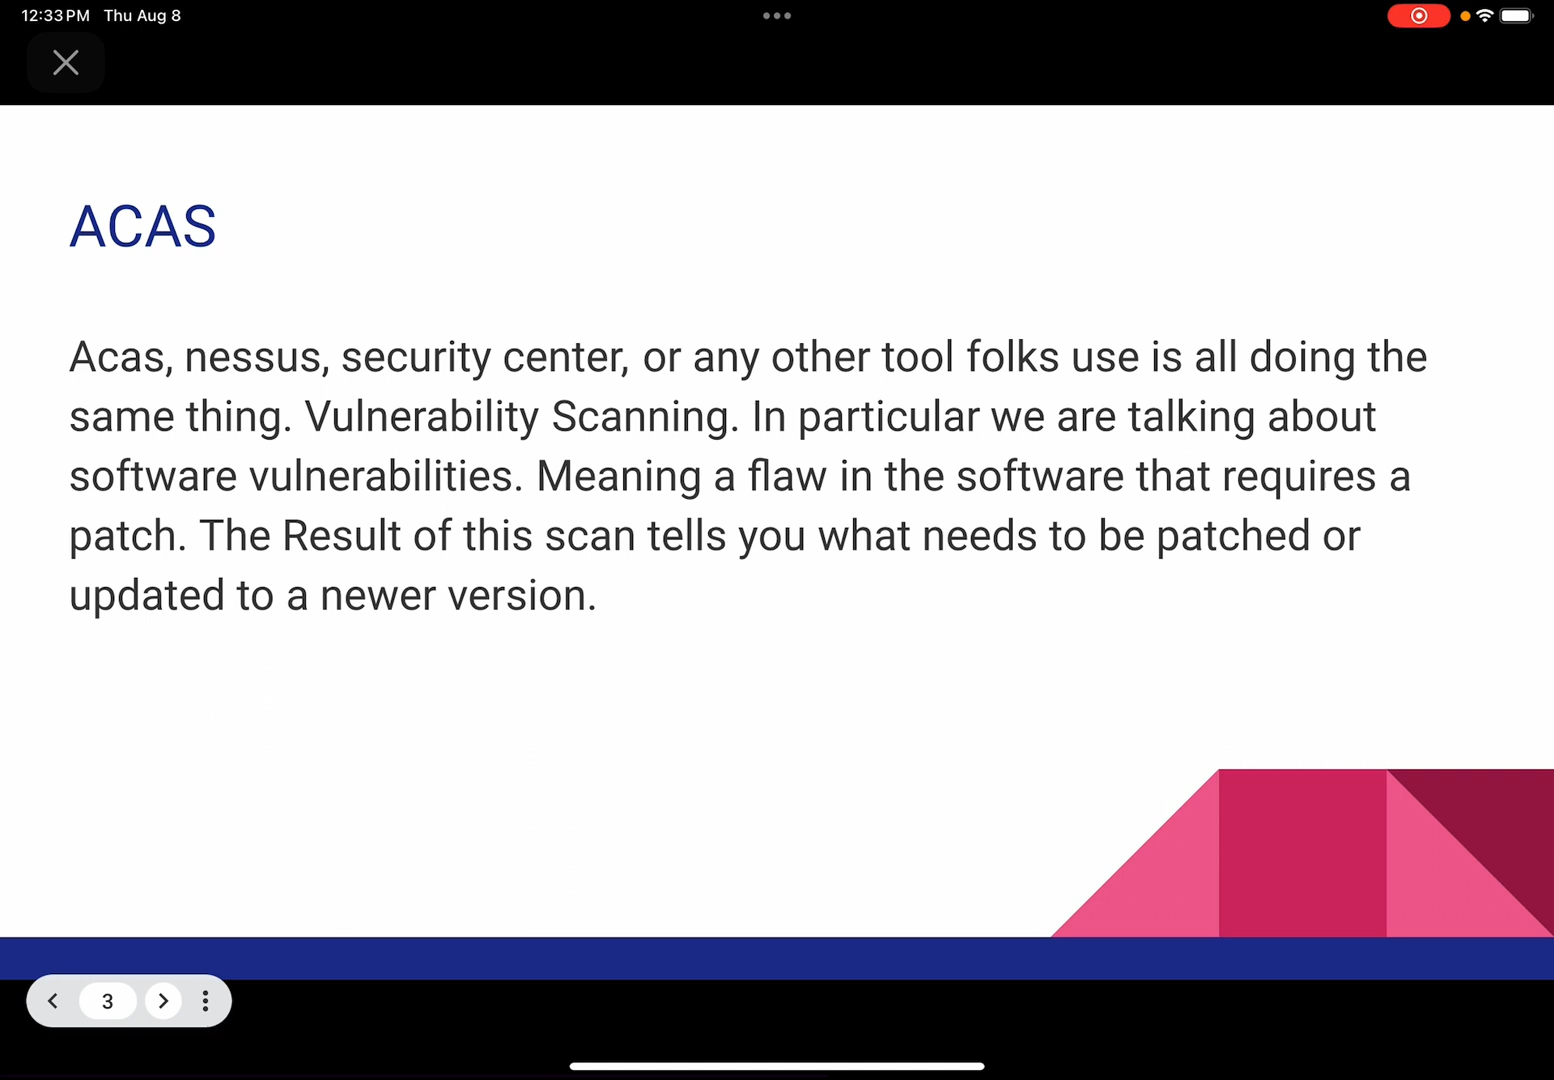 12:33 PM Thu Aug 8
ACAS
Acas, nessus, security center, or any other tool folks use is all doing the
same thing. Vulnerability Scanning. In particular we are talking about
software vulnerabilities. Meaning a flaw in the software that requires a
patch. The Result of this scan tells you what needs to be patched or
updated to a newer version.
3